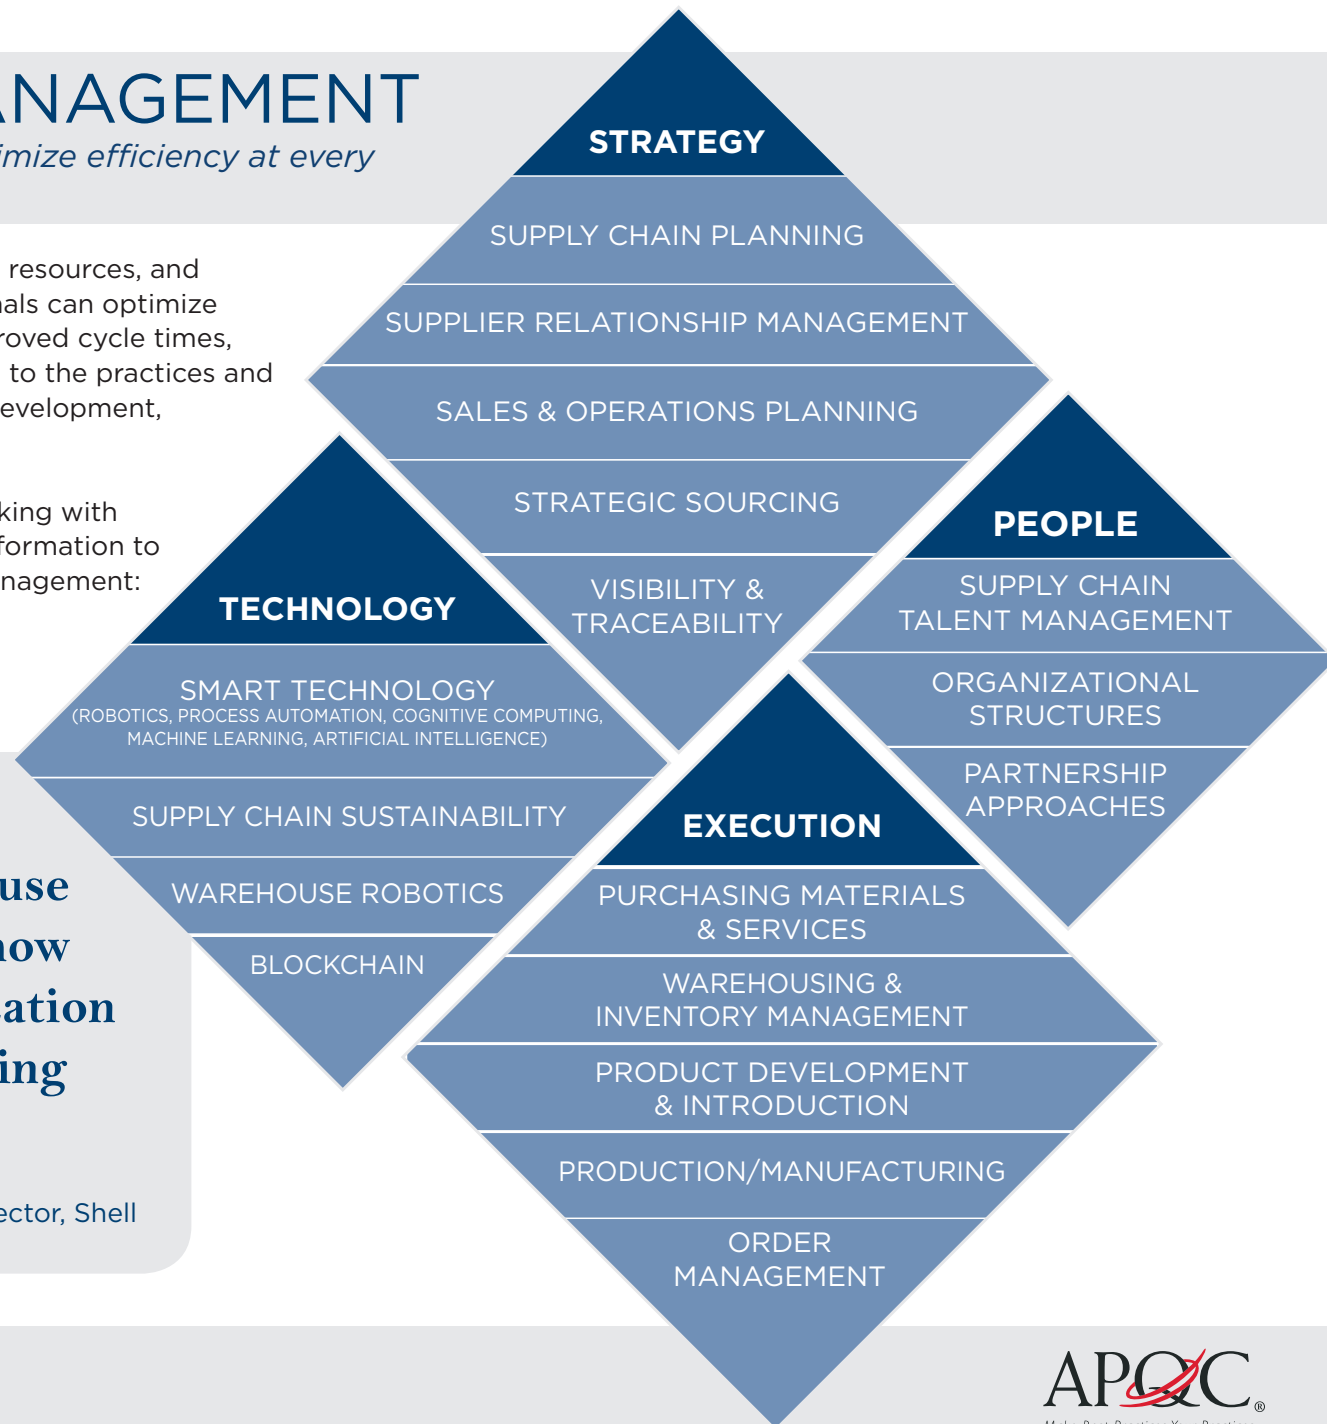 ANAGEMENT
imize efficiency at every
resources, and
nals can optimize
roved cycle times,
to the practices and
evelopment,
king with
formation to
nagement:
use
how
ation
ing
ector, Shell
STRATEGY
SUPPLY CHAIN PLANNING
SUPPLIER RELATIONSHIP MANAGEMENT
SALES & OPERATIONS PLANNING
STRATEGIC SOURCING
VISIBILITY &
TRACEABILITY
PEOPLE
SUPPLY CHAIN
TALENT MANAGEMENT
ORGANIZATIONAL
STRUCTURES
PARTNERSHIP
APPROACHES
TECHNOLOGY
SMART TECHNOLOGY
(ROBOTICS, PROCESS AUTOMATION, COGNITIVE COMPUTING,
MACHINE LEARNING, ARTIFICIAL INTELLIGENCE)
SUPPLY CHAIN SUSTAINABILITY
WAREHOUSE ROBOTICS
BLOCKCHAIN
EXECUTION
PURCHASING MATERIALS
& SERVICES
WAREHOUSING &
INVENTORY MANAGEMENT
PRODUCT DEVELOPMENT
& INTRODUCTION
PRODUCTION/MANUFACTURING
ORDER
MANAGEMENT
APQC®